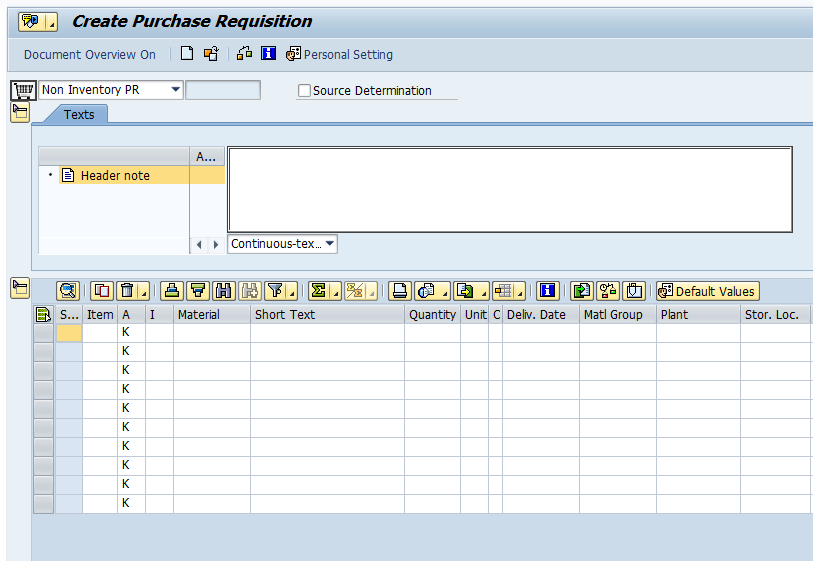 Create Purchase Requisition
Document Overview On
Personal Setting
Non Inventory PR
Source Determination
Texts
A...
Header note
Continuous-tex...
Default Values
S... Item A I Material Short Text Quantity Unit C Deliv. Date Matl Group Plant Stor. Loc.
K
K
K
K
K
K
K
K
K
K